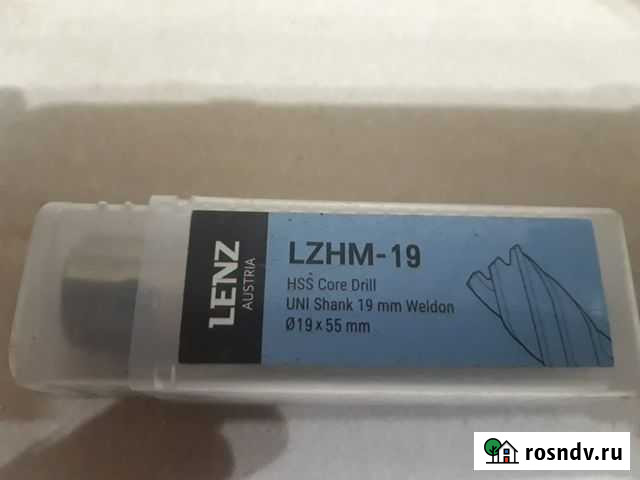 LENZ
AUSTRIA
LZHM-19
HSS Core Drill
UNI Shank 19 mm Weldon
Ø19 x 55 mm
rosndv.ru